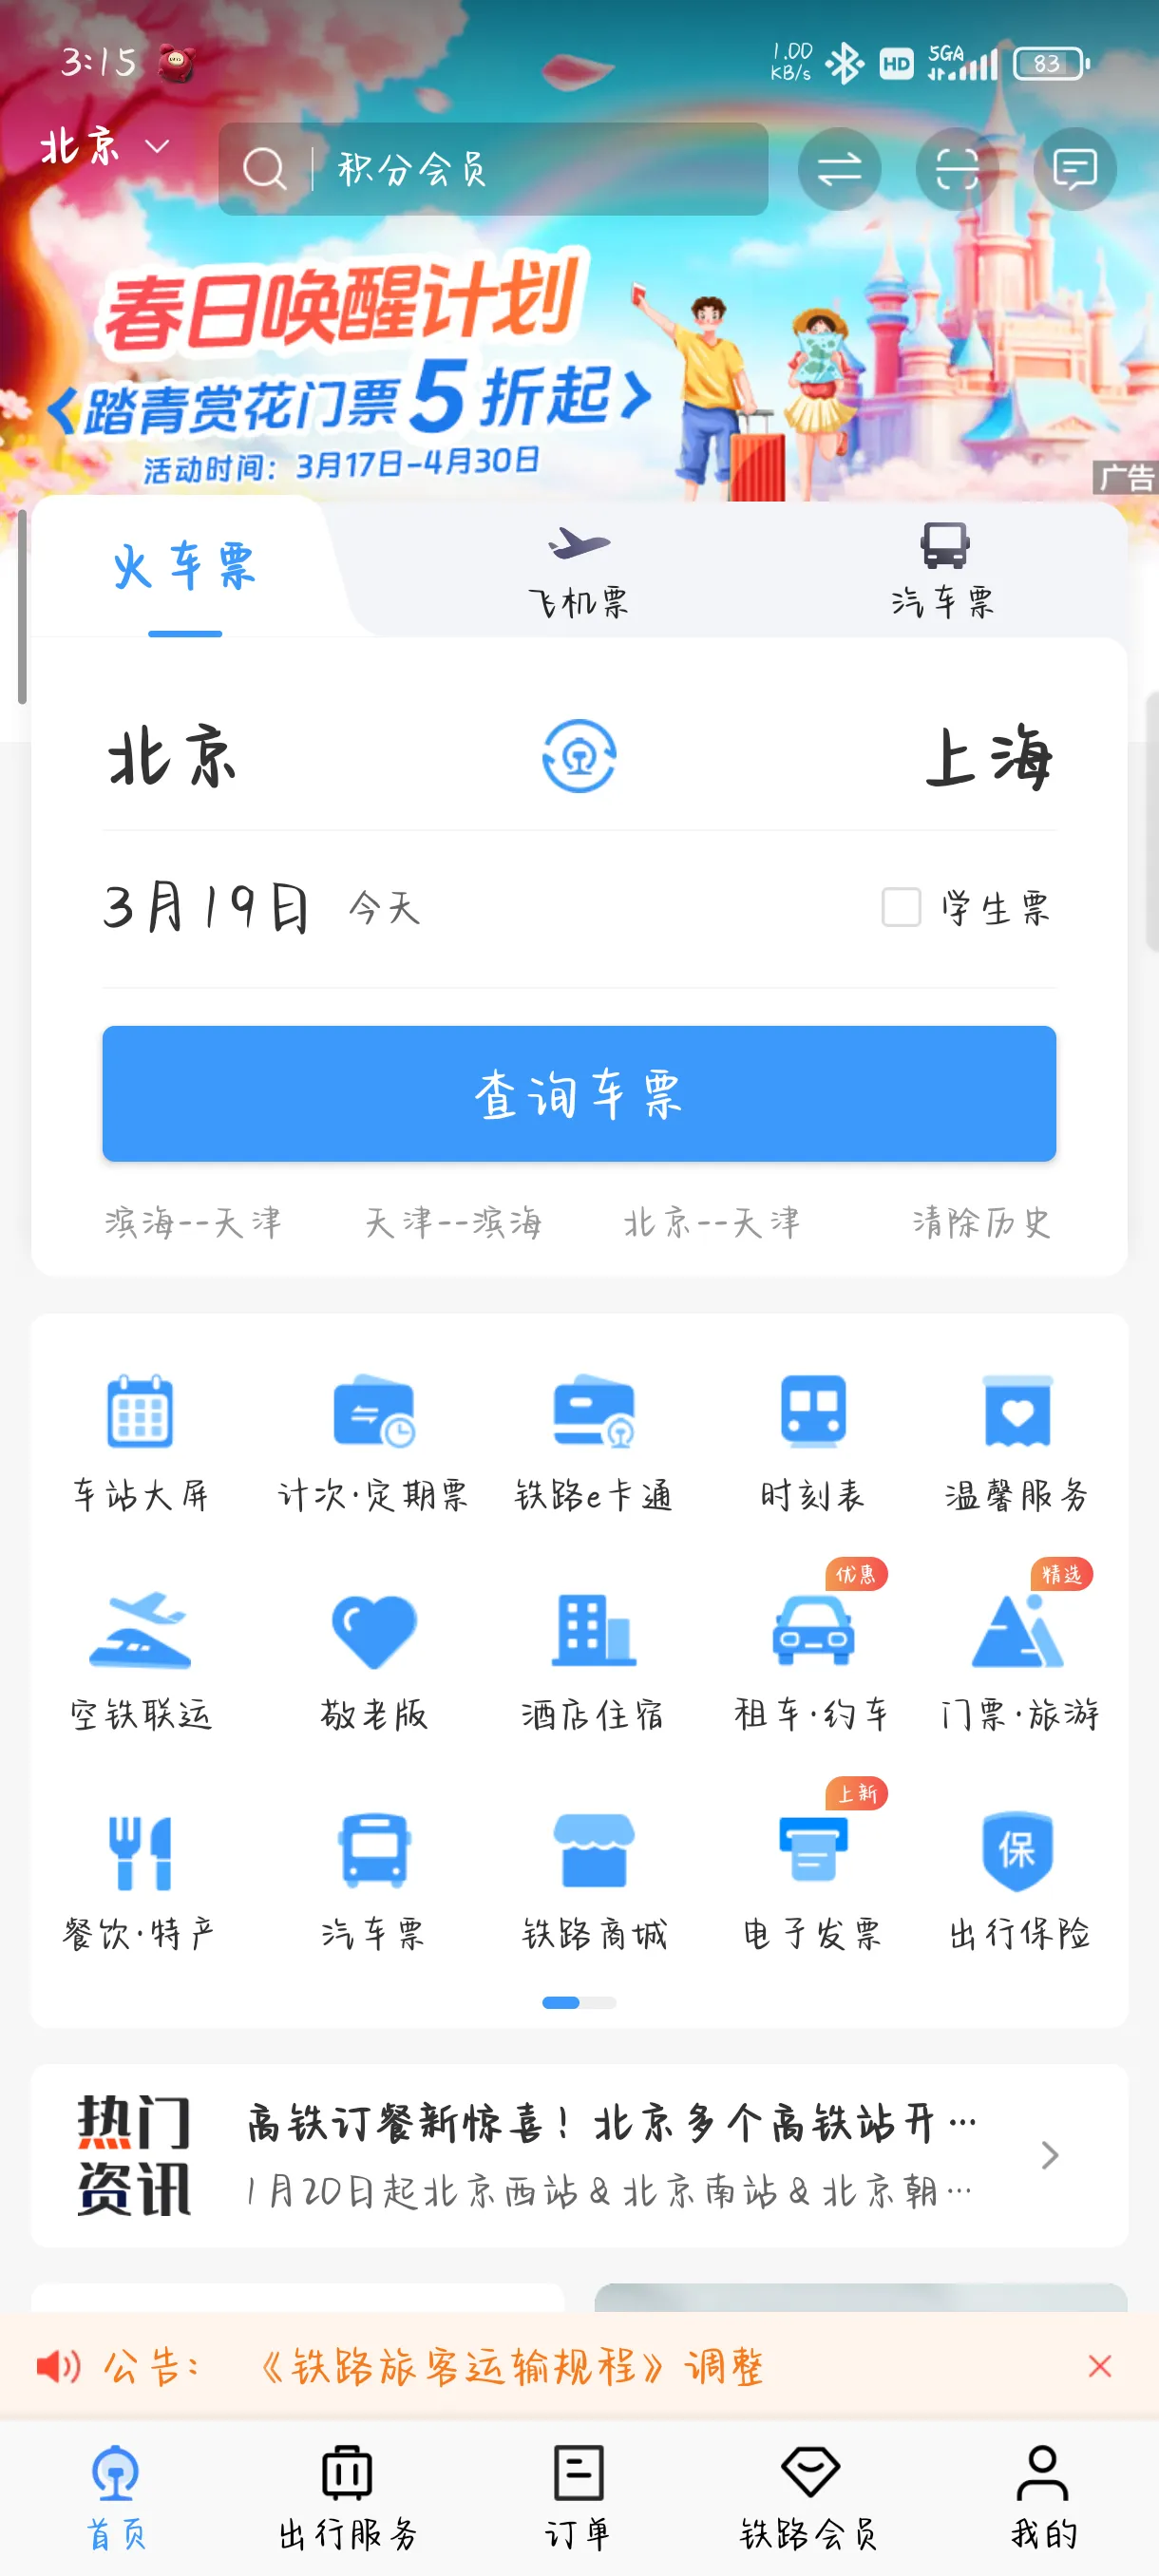 3:15
1.00 KB/s HD 5GA 83
北京
积分会员
春日唤醒计划
踏青赏花门票5折起
活动时间：3月17日-4月30日
广告
火车票
飞机票
汽车票
北京
上海
3月19日 今天
学生票
查询车票
滨海--天津 天津--滨海 北京--天津 清除历史
车站大屏 计次·定期票 铁路e卡通 时刻表 温馨服务
优惠 精选
空铁联运 敬老版 酒店住宿 租车·约车 门票·旅游
上新
保
餐饮·特产 汽车票 铁路商城 电子发票 出行保险
热门
资讯
高铁订餐新惊喜！北京多个高铁站开…
1月20日起北京西站&北京南站&北京朝…
公告： 《铁路旅客运输规程》调整
首页 出行服务 订单 铁路会员 我的